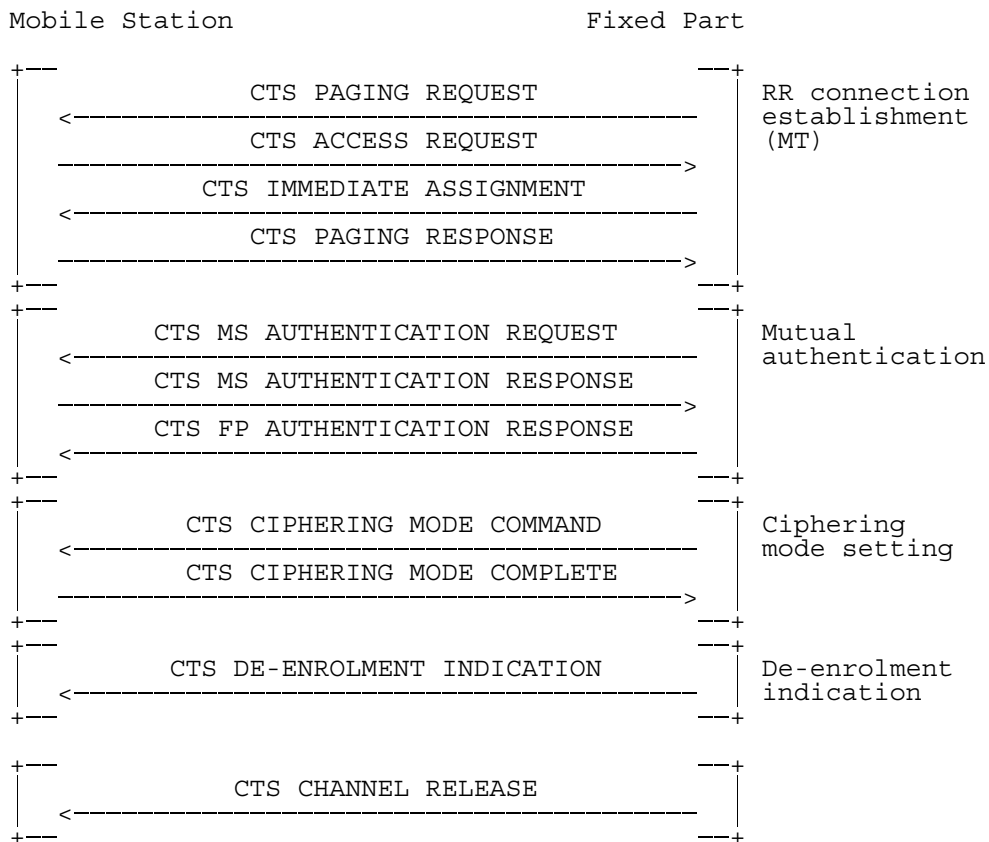 Mobile Station Fixed Part
CTS PAGING REQUEST RR connection
establishment
CTS ACCESS REQUEST (MT)
CTS IMMEDIATE ASSIGNMENT
CTS PAGING RESPONSE
CTS MS AUTHENTICATION REQUEST Mutual
authentication
CTS MS AUTHENTICATION RESPONSE
CTS FP AUTHENTICATION RESPONSE
CTS CIPHERING MODE COMMAND Ciphering
mode setting
CTS CIPHERING MODE COMPLETE
CTS DE-ENROLMENT INDICATION De-enrolment
indication
CTS CHANNEL RELEASE